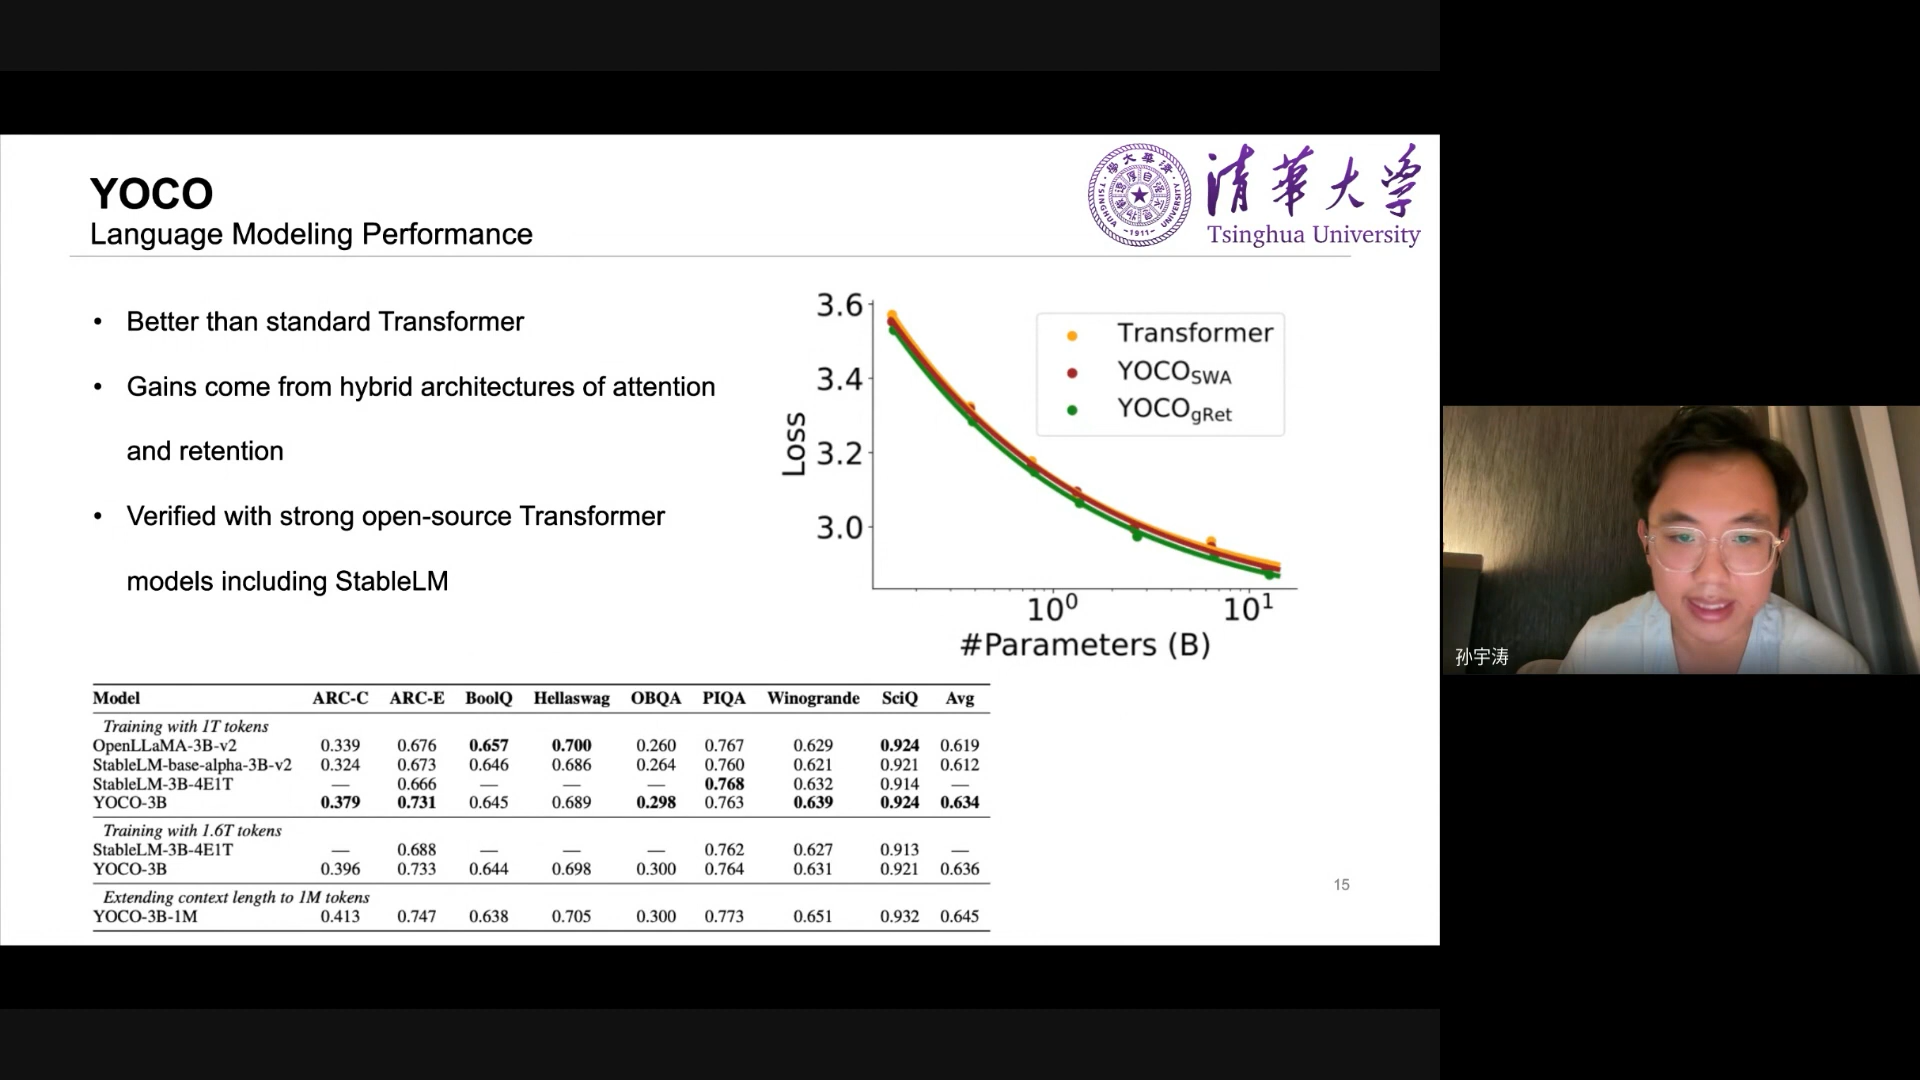 YOCO
Language Modeling Performance
清華大学
Tsinghua University
TSINGHUA UNIVERSITY
-1911-
• Better than standard Transformer
• Gains come from hybrid architectures of attention
and retention
• Verified with strong open-source Transformer
models including StableLM
3.6
3.4
3.2
3.0
Loss
Transformer
YOCO_SWA
YOCO_gRet
10⁰ 10¹
#Parameters (B)
Model ARC-C ARC-E BoolQ Hellaswag OBQA PIQA Winogrande SciQ Avg
Training with 1T tokens
OpenLLaMA-3B-v2 0.339 0.676 0.657 0.700 0.260 0.767 0.629 0.924 0.619
StableLM-base-alpha-3B-v2 0.324 0.673 0.646 0.686 0.264 0.760 0.621 0.921 0.612
StableLM-3B-4E1T — 0.666 — — — 0.768 0.632 0.914 —
YOCO-3B 0.379 0.731 0.645 0.689 0.298 0.763 0.639 0.924 0.634
Training with 1.6T tokens
StableLM-3B-4E1T — 0.688 — — — 0.762 0.627 0.913 —
YOCO-3B 0.396 0.733 0.644 0.698 0.300 0.764 0.631 0.921 0.636
Extending context length to 1M tokens
YOCO-3B-1M 0.413 0.747 0.638 0.705 0.300 0.773 0.651 0.932 0.645
15
孙宇涛